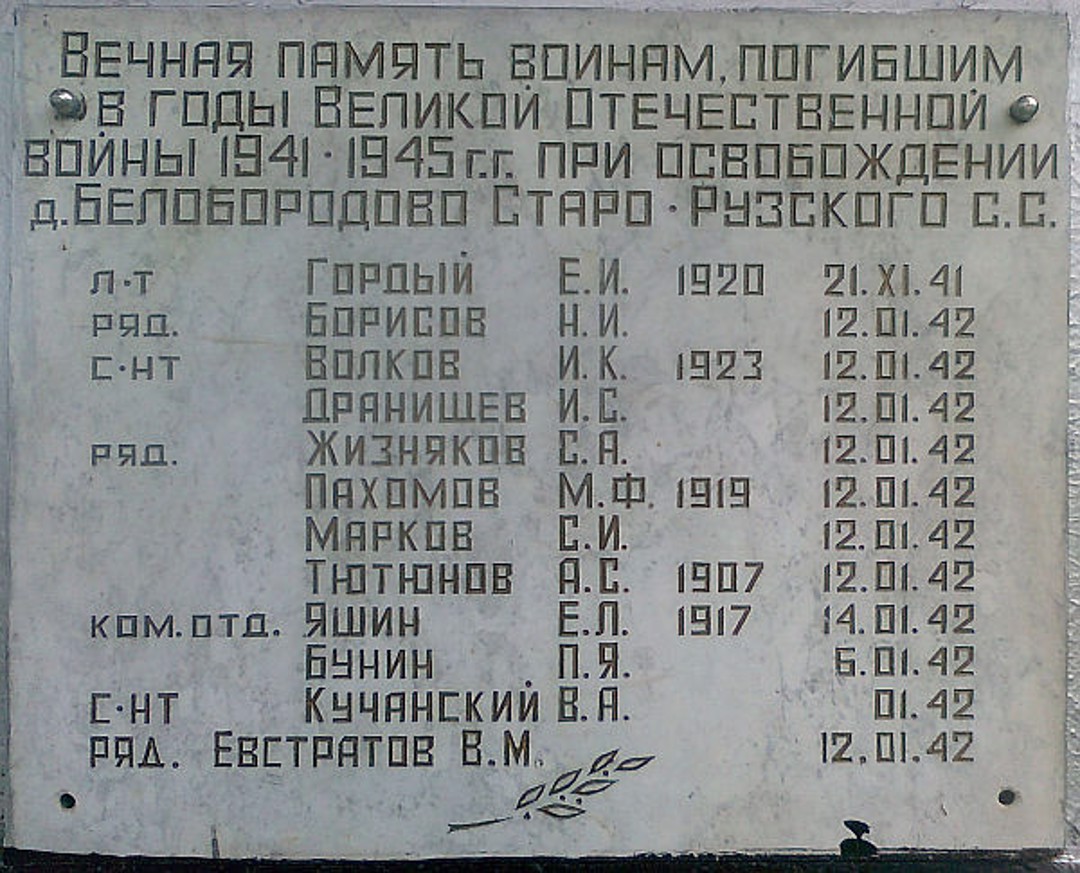 Вечная память воинам, погибшим
в годы Великой Отечественной
войны 1941-1945 г.г. при освобождении
д. Белобородово Старо-Рузского с.с.
л-т Гордый Е.И. 1920 21.XI.41
ряд. Борисов Н.И. 12.01.42
с-нт Волков И.К. 1923 12.01.42
Дранищев И.С. 12.01.42
ряд. Жизняков С.А. 12.01.42
Пахомов М.Ф. 1919 12.01.42
Марков С.И. 12.01.42
Тютюнов А.С. 1907 12.01.42
ком.отд. Яшин Е.Л. 1917 14.01.42
Бунин П.Я. 6.01.42
с-нт Кучанский В.А. 01.42
ряд. Евстратов В.М. 12.01.42